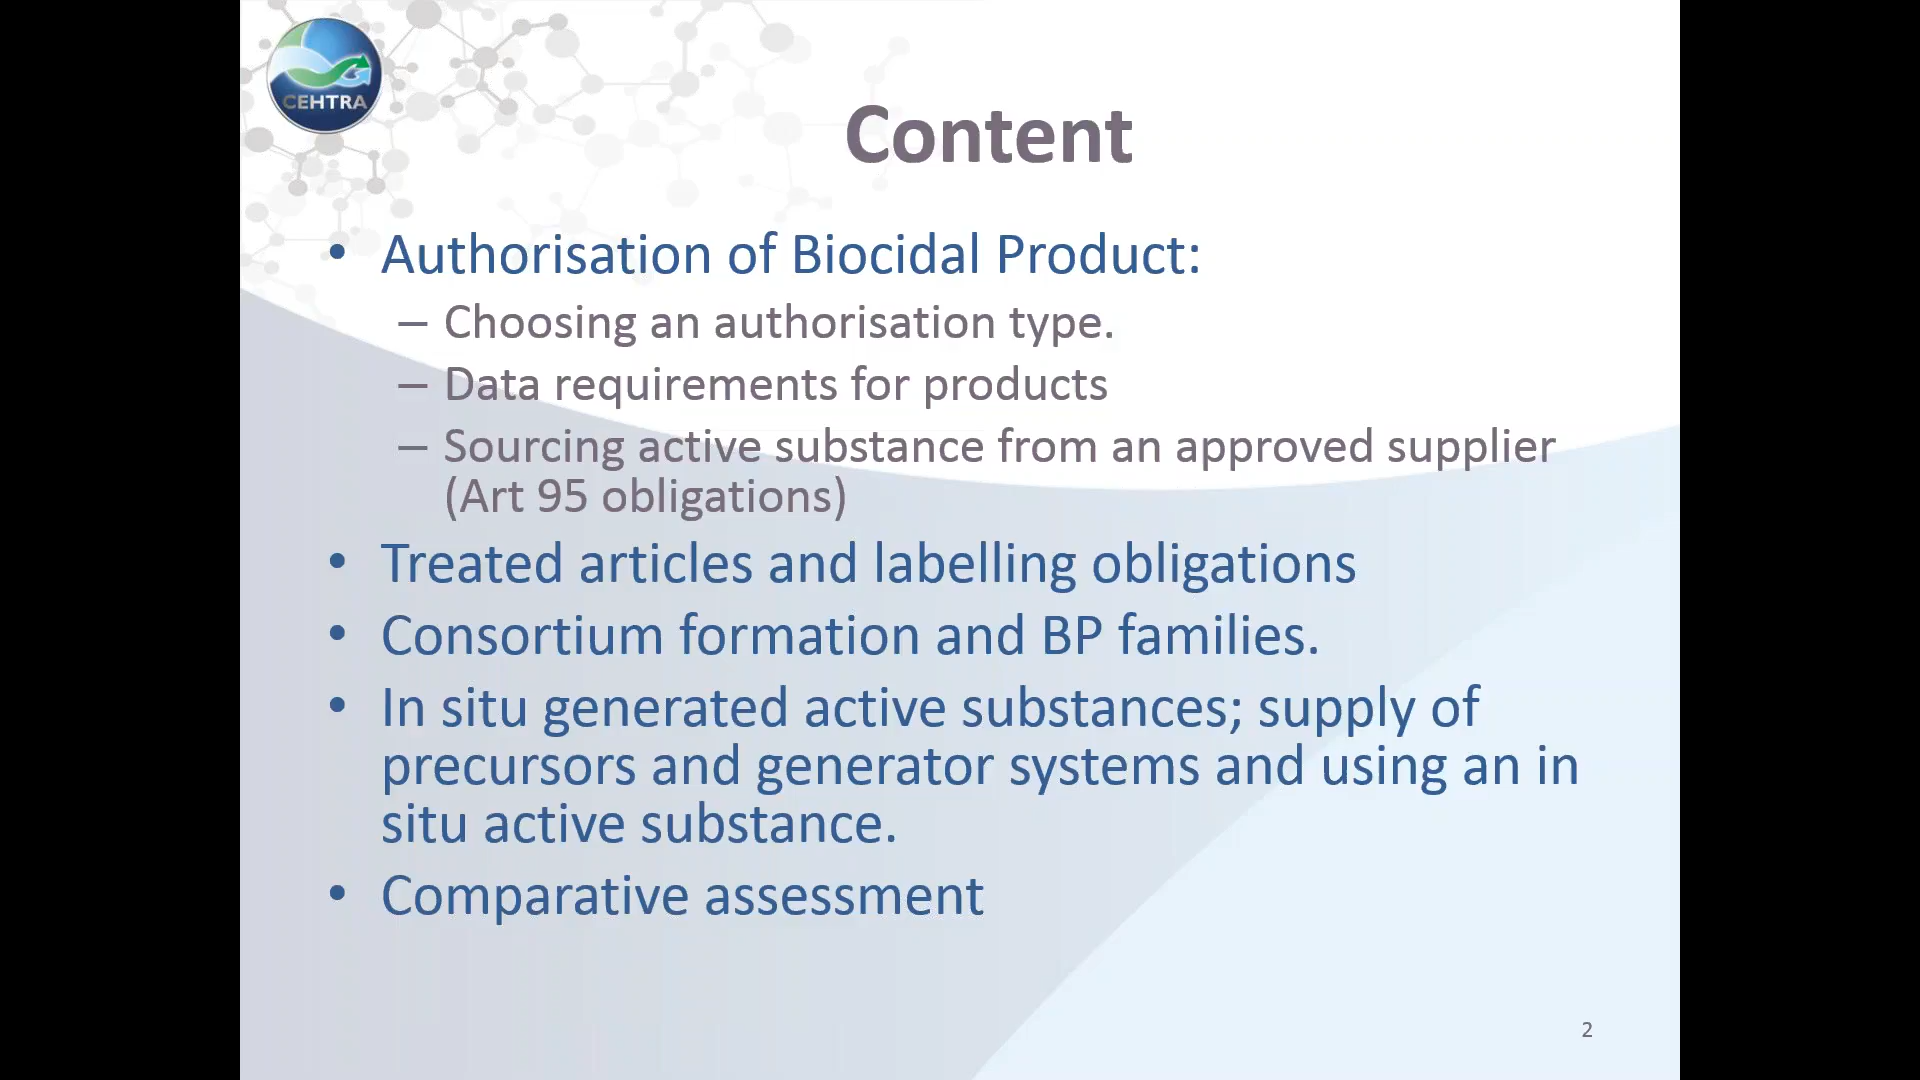 CEHTRA
Content
• Authorisation of Biocidal Product:
– Choosing an authorisation type.
– Data requirements for products
– Sourcing active substance from an approved supplier
(Art 95 obligations)
• Treated articles and labelling obligations
• Consortium formation and BP families.
• In situ generated active substances; supply of
precursors and generator systems and using an in
situ active substance.
• Comparative assessment
2